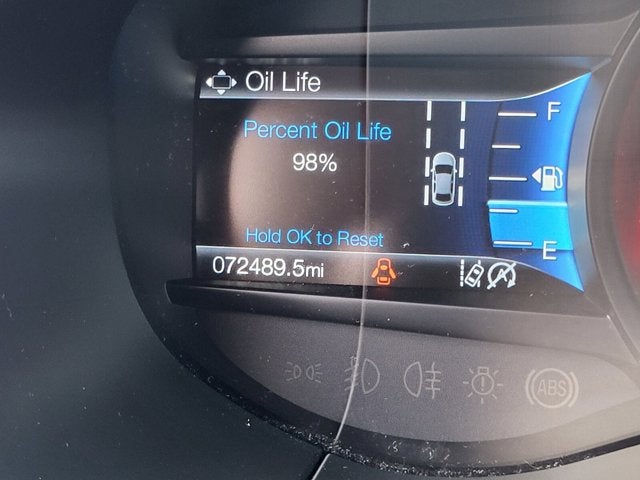 Oil Life
F
Percent Oil Life
98%
Hold OK to Reset
E
072489.5mi
ABS